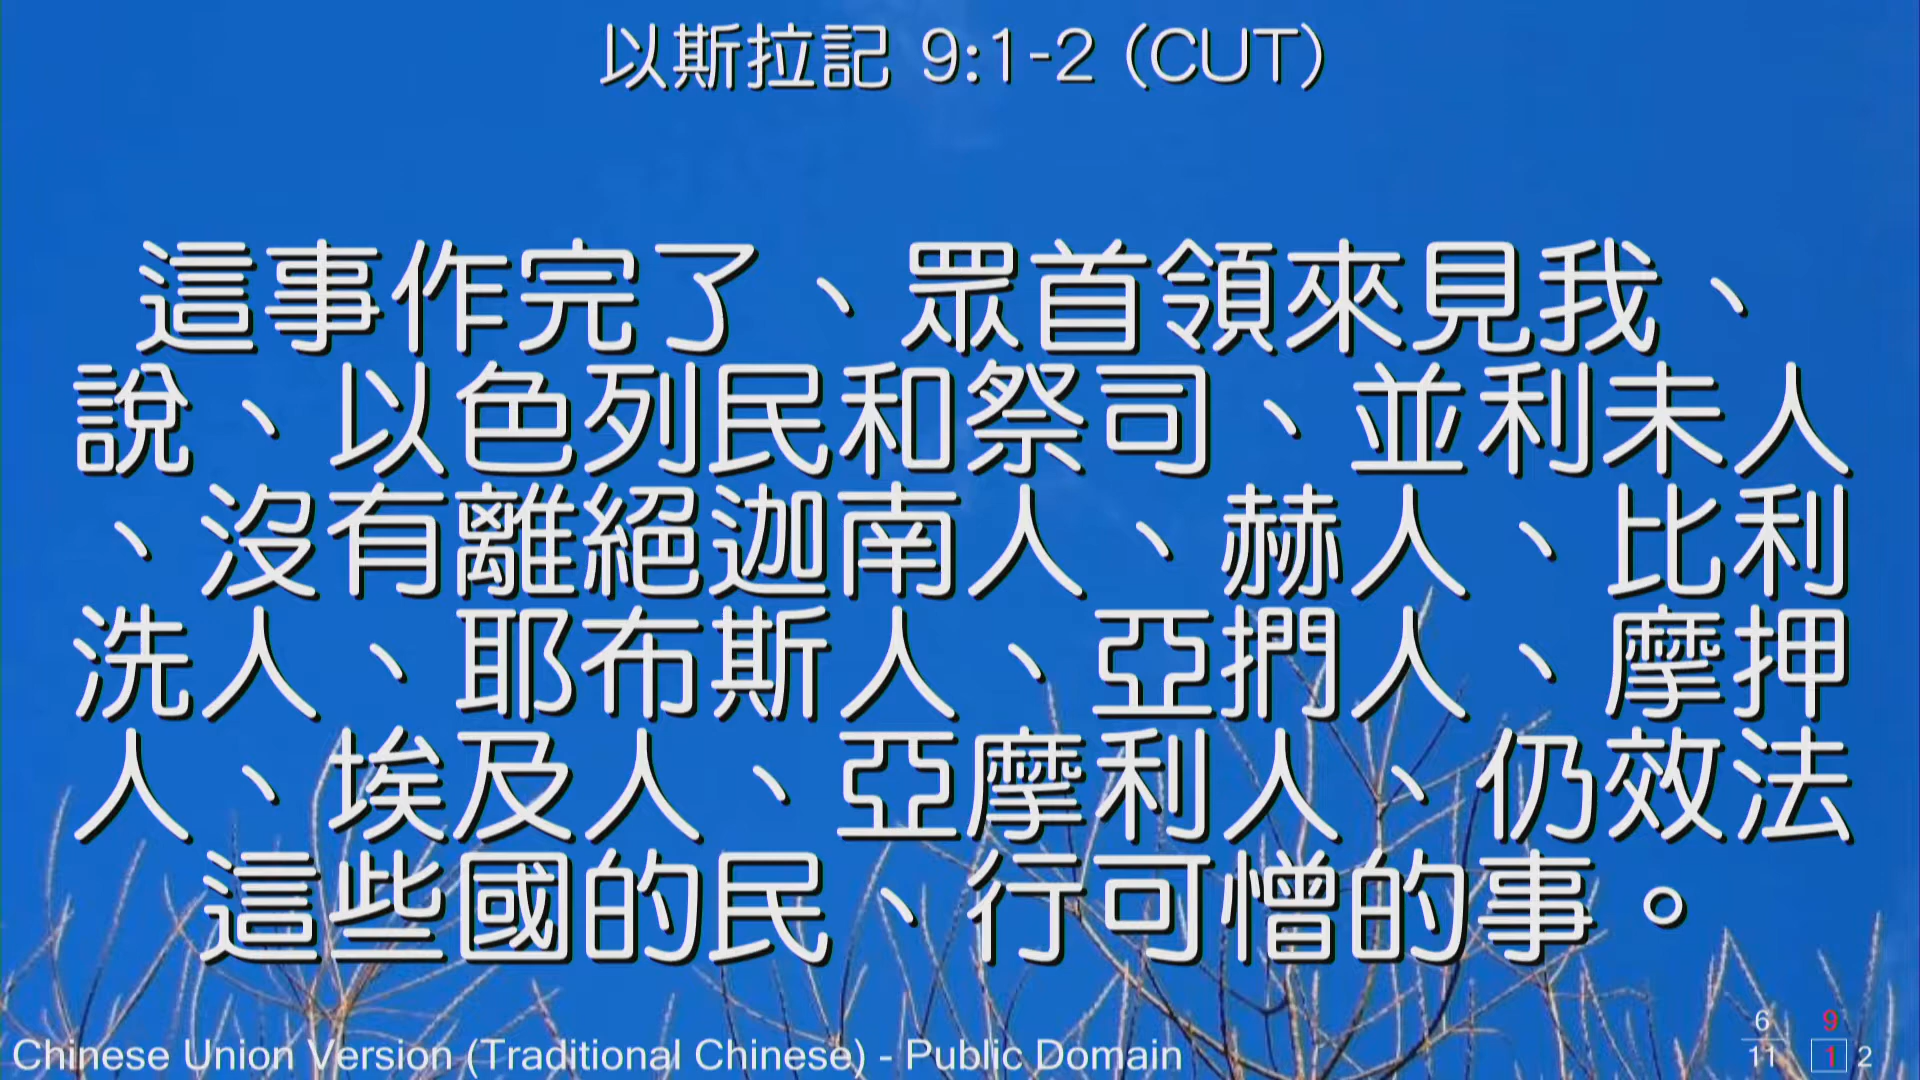 以斯拉記 9:1-2 (CUT)
這事作完了、眾首領來見我、
說、以色列民和祭司、並利未人
、沒有離絕迦南人、赫人、比利
洗人、耶布斯人、亞捫人、摩押
人、埃及人、亞摩利人、仍效法
這些國的民、行可憎的事。
Chinese Union Version (Traditional Chinese) - Public Domain
6 9
11 1 2